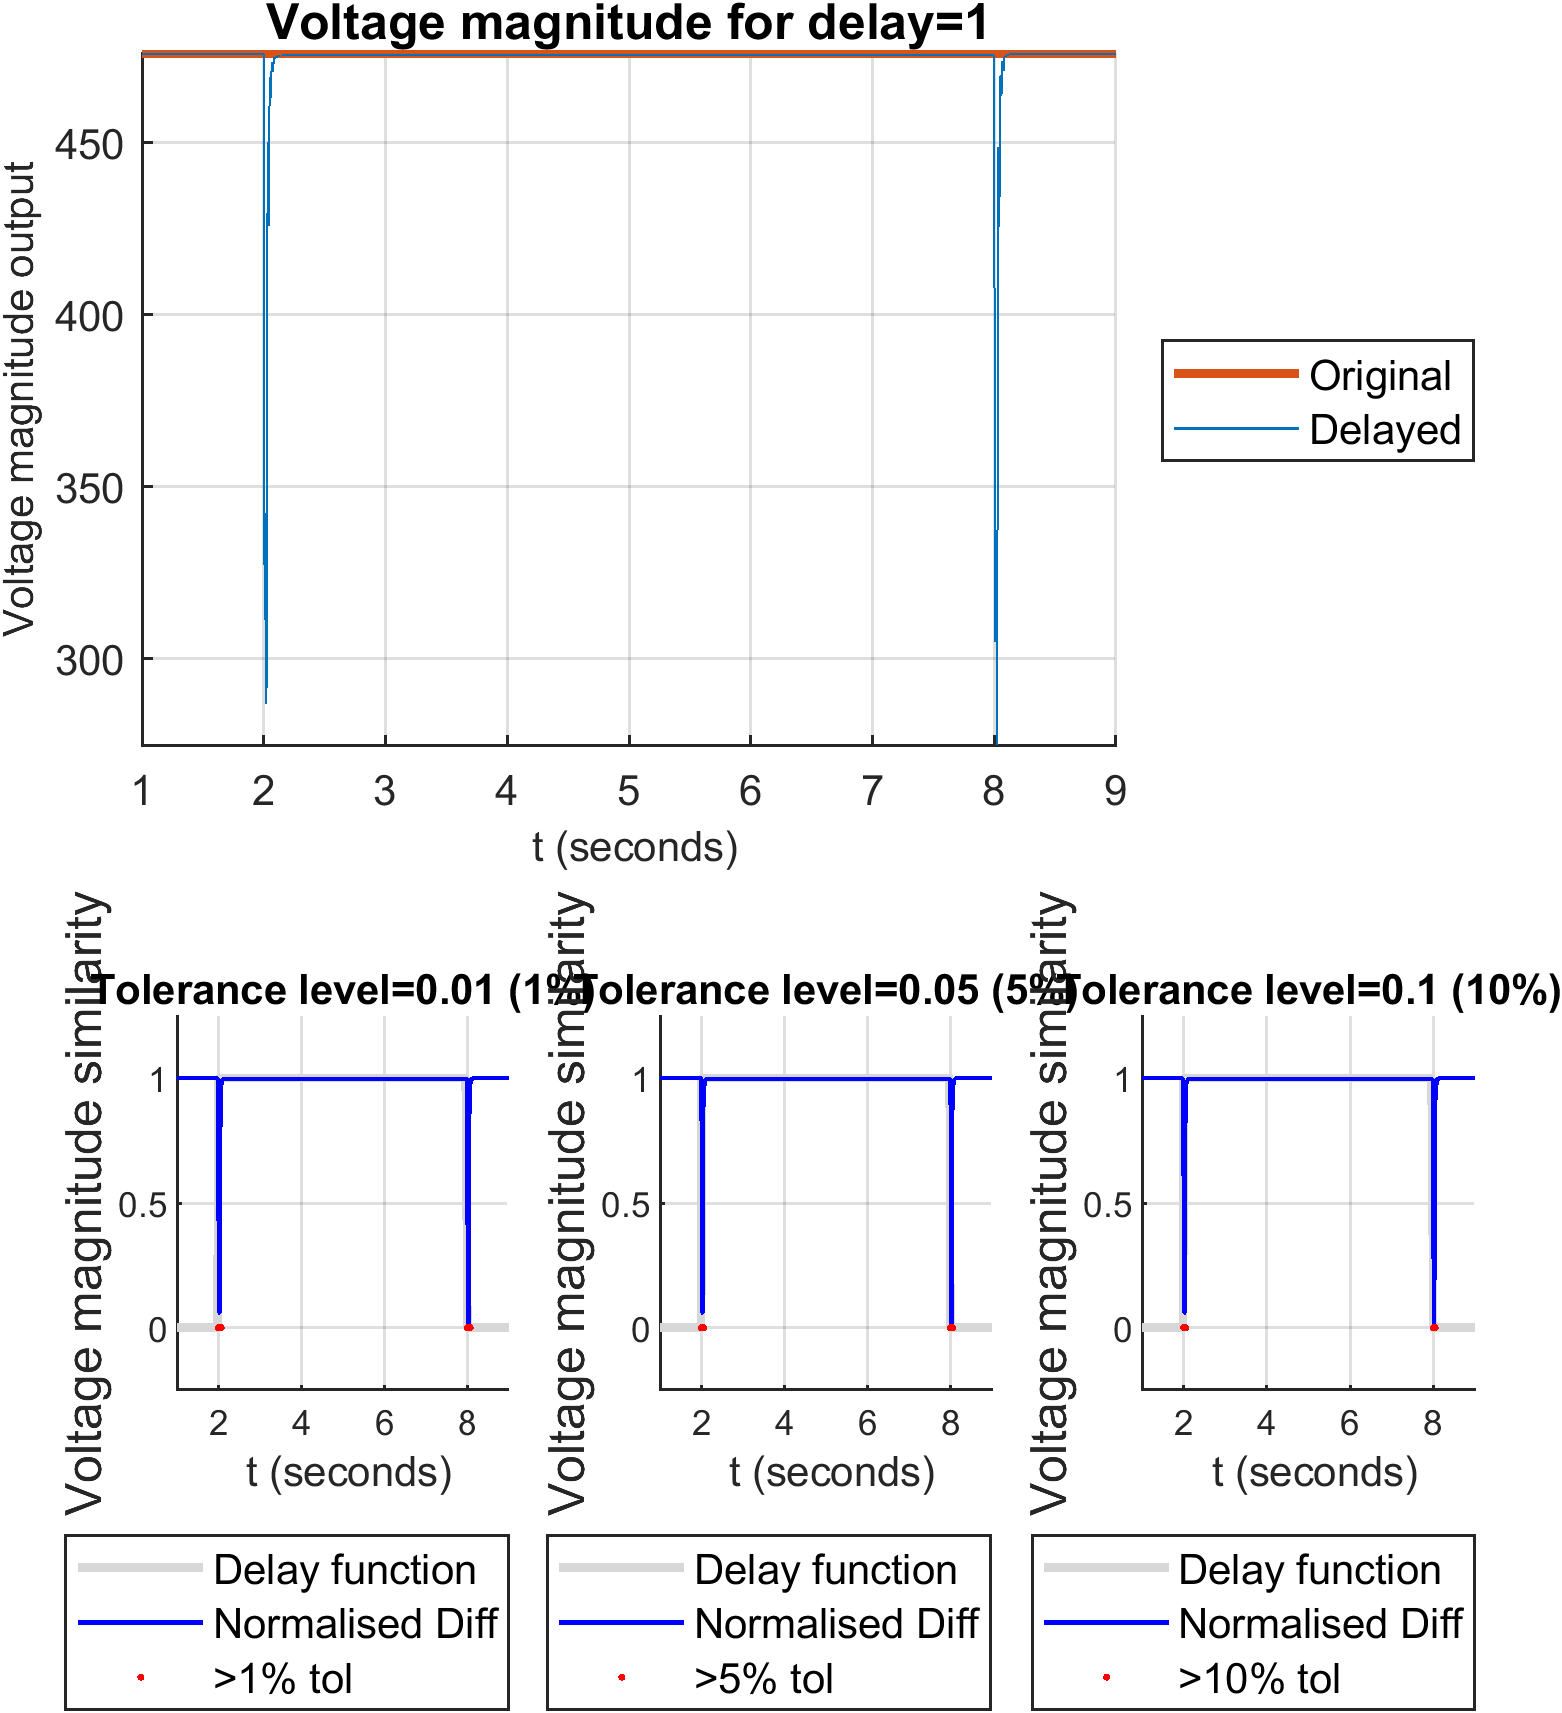 Voltage magnitude for delay=1
Voltage magnitude output
450
400
350
300
1 2 3 4 5 6 7 8 9
t (seconds)
Original
Delayed
Tolerance level=0.01 (1%)
Voltage magnitude similarity
1
0.5
0
2 4 6 8
t (seconds)
Delay function
Normalised Diff
>1% tol
Tolerance level=0.05 (5%)
Voltage magnitude similarity
1
0.5
0
2 4 6 8
t (seconds)
Delay function
Normalised Diff
>5% tol
Tolerance level=0.1 (10%)
Voltage magnitude similarity
1
0.5
0
2 4 6 8
t (seconds)
Delay function
Normalised Diff
>10% tol